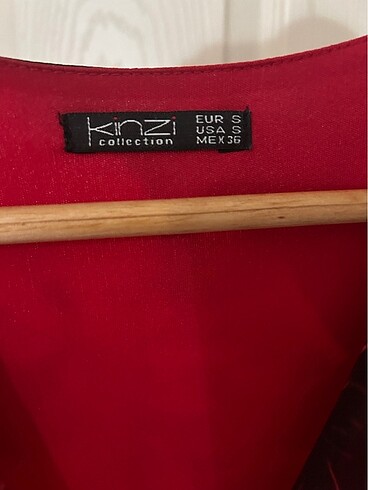 kinzi
collection
EUR S
USA S
MEX 36